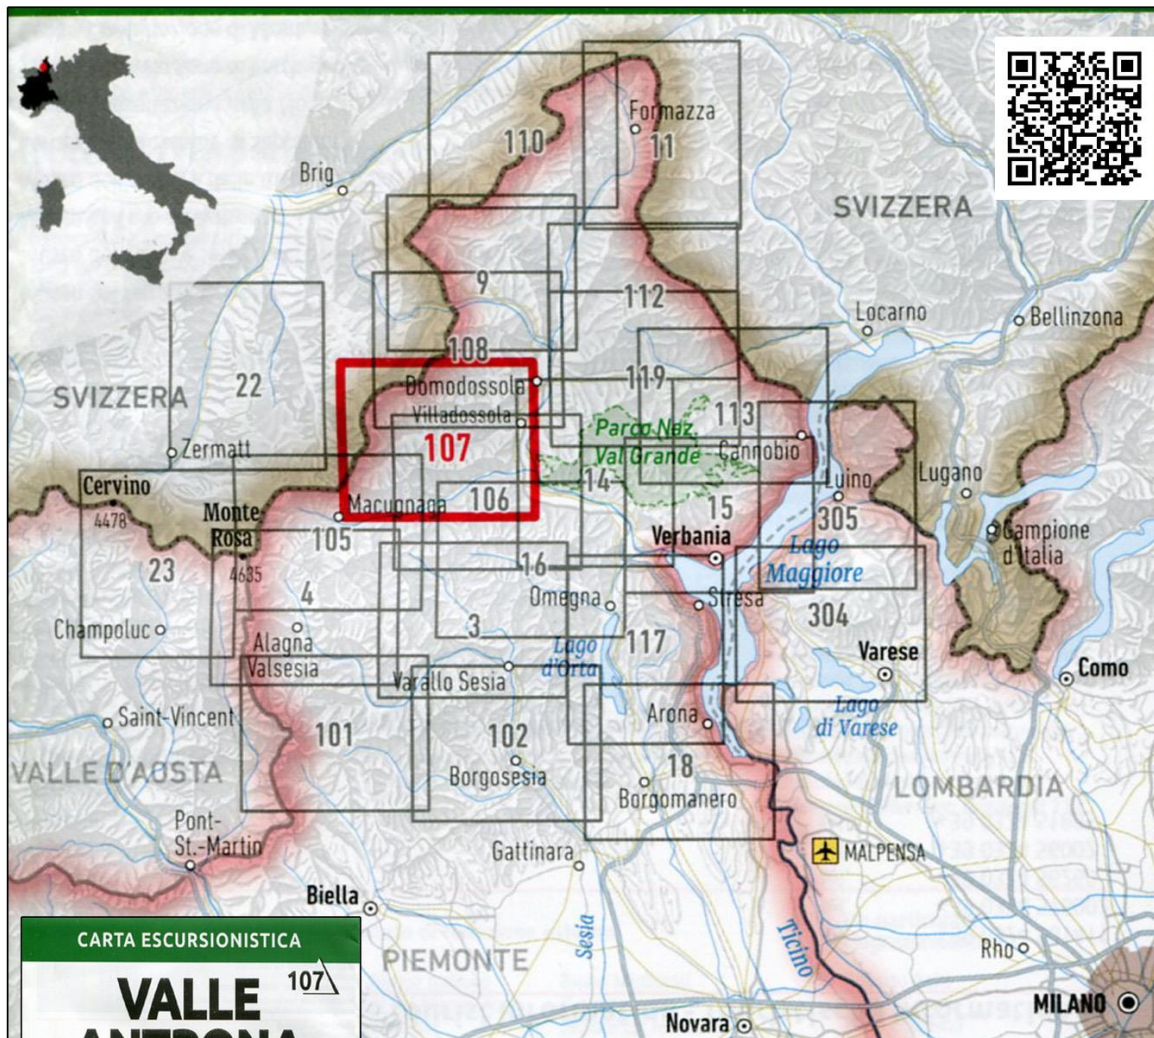 Formazza
110
11
Brig
SVIZZERA
9
112
Locarno
Bellinzona
108
SVIZZERA
22
Domodossola
119
Villadossola
113
Parco Naz.
Val Grande
107
Cannobio
Zermatt
Cervino
4478
14
Luino
Lugano
Macugnaga
106
15
Monte
Rosa
4635
305
105
Verbania
Campione
d'Italia
Lago
Maggiore
23
16
4
Omegna
Stresa
304
Champoluc
3
Alagna
Valsesia
Lago
d'Orta
117
Varese
Varallo Sesia
Como
Saint-Vincent
Arona
Lago
di Varese
101
102
VALLE D'AOSTA
Borgosesia
18
LOMBARDIA
Borgomanero
Pont-
St.-Martin
Gattinara
MALPENSA
Biella
Sesia
Ticino
CARTA ESCURSIONISTICA
PIEMONTE
Rho
107
VALLE
ANTRONA
MILANO
Novara